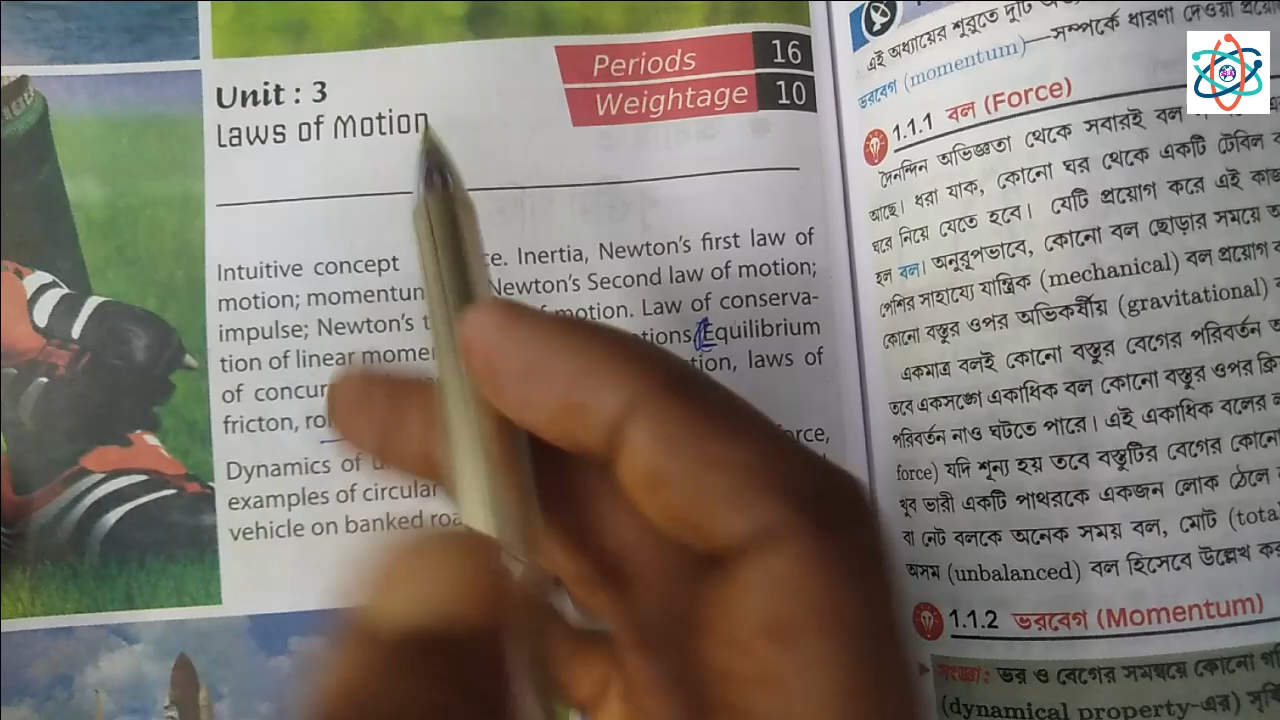 Unit : 3
Laws of Motion
Periods 16
Weightage 10
Intuitive concept ce. Inertia, Newton's first law of
motion; momentum Newton's Second law of motion;
impulse; Newton's t motion. Law of conserva-
tion of linear mome tions Equilibrium
of concur tion, laws of
fricton, rol
Dynamics of orce,
examples of circular
vehicle on banked roa
এই অধ্যায়ের শুরুতে দুটি
ভরবেগ (momentum)—সম্পর্কে ধারণা দেওয়া
1.1.1 বল (Force)
দৈনন্দিন অভিজ্ঞতা থেকে সবারই বল
আছে। ধরা যাক, কোনো ঘর থেকে একটি টেবিল
ঘরে নিয়ে যেতে হবে। যেটি প্রয়োগ করে এই
হল বল। অনুরূপভাবে, কোনো বল ছোড়ার সময়ে
পেশির সাহায্যে যান্ত্রিক (mechanical) বল প্রয়োগ
কোনো বস্তুর ওপর অভিকর্ষীয় (gravitational)
একমাত্র বলই কোনো বস্তুর বেগের পরিবর্তন
তবে একসঙ্গে একাধিক বল কোনো বস্তুর ওপর
পরিবর্তন নাও ঘটতে পারে। এই একাধিক বলের
force) যদি শূন্য হয় তবে বস্তুটির বেগের কোনো
খুব ভারী একটি পাথরকে একজন লোক ঠেলে
বা নেট বলকে অনেক সময় বল, মোট (tota
অসম (unbalanced) বল হিসেবে উল্লেখ
1.1.2 ভরবেগ (Momentum)
সংজ্ঞা: ভর ও বেগের সমন্বয়ে কোনো
(dynamical property-এর)